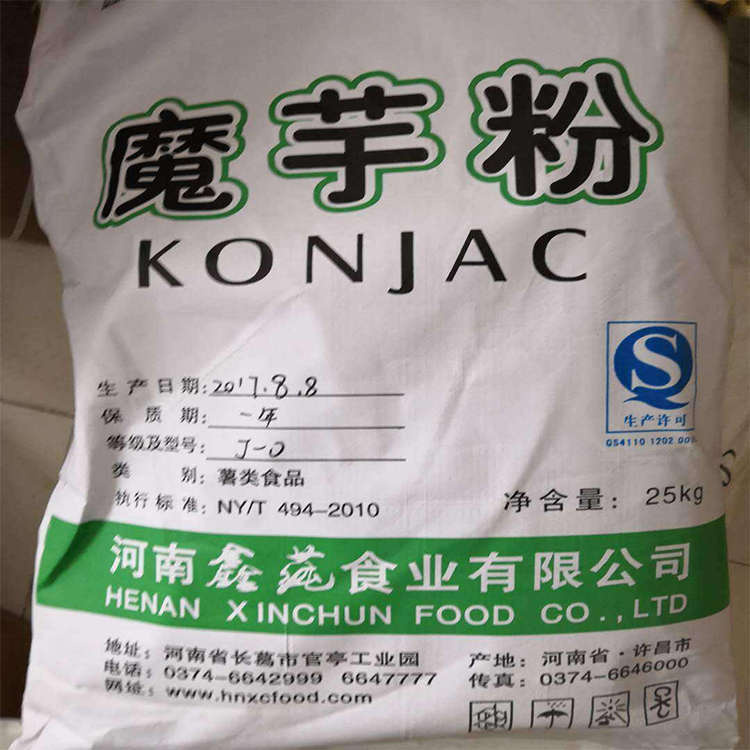 魔芋粉
KONJAC
生产日期:2017.8.8
保质期:一年
等级及型号:J-0
类别:薯类食品
执行标准:NY/T 494-2010
S
生产许可
QS4110 1202
净含量: 25kg
河南鑫莼食业有限公司
HENAN XINCHUN FOOD CO.,LTD
地址: 河南省长葛市官亭工业园
电话: 0374-6642999 6647777
网址: www.hnxcfood.com
产地: 河南省·许昌市
传真: 0374-6646000